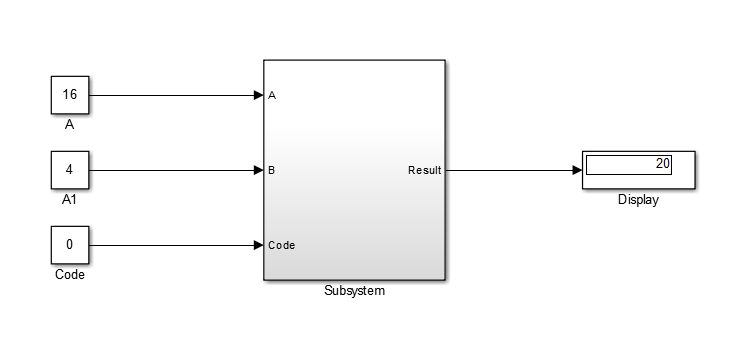 16
A
A
4
B
A1
0
Code
Code
Result
Subsystem
20
Display